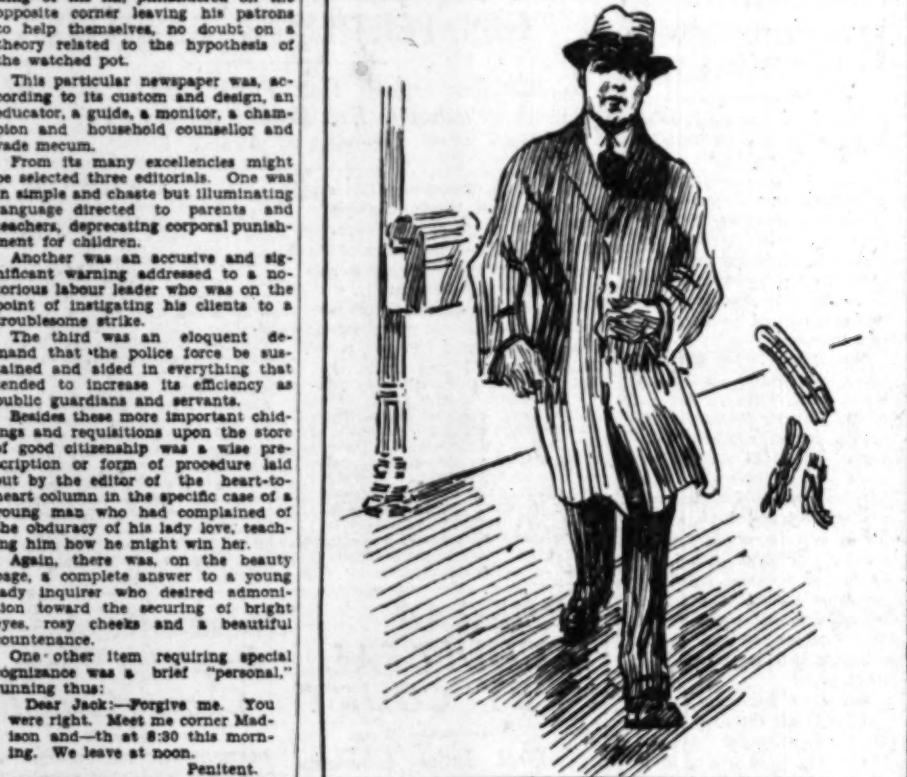 opposite corner leaving his patrons
to help themselves, no doubt on a
theory related to the hypothesis of
the watched pot.
This particular newspaper was, ac-
cording to its custom and design, an
educator, a guide, a monitor, a cham-
pion and household counsellor and
vade mecum.
From its many excellencies might
be selected three editorials. One was
in simple and chaste but illuminating
language directed to parents and
teachers, deprecating corporal punish-
ment for children.
Another was an accusive and sig-
nificant warning addressed to a no-
torious labour leader who was on the
point of instigating his clients to a
troublesome strike.
The third was an eloquent de-
mand that the police force be sus-
tained and aided in everything that
tended to increase its efficiency as
public guardians and servants.
Besides these more important chid-
ings and requisitions upon the store
of good citizenship was a wise pre-
scription or form of procedure laid
out by the editor of the heart-to-
heart column in the specific case of a
young man who had complained of
the obduracy of his lady love, teach-
ing him how he might win her.
Again, there was, on the beauty
page, a complete answer to a young
lady inquirer who desired admoni-
tion toward the securing of bright
eyes, rosy cheeks and a beautiful
countenance.
One other item requiring special
cognizance was a brief "personal,"
running thus:
Dear Jack:—Forgive me. You
were right. Meet me corner Mad-
ison and—th at 8:30 this morn-
ing. We leave at noon.
Penitent.